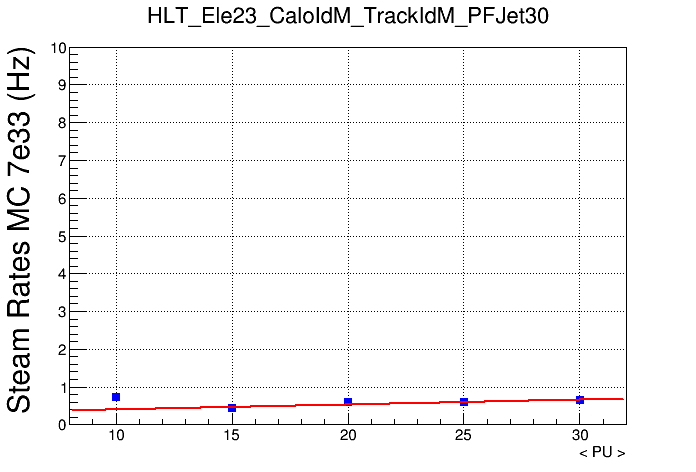 HLT_Ele23_CaloIdM_TrackIdM_PFJet30
Steam Rates MC 7e33 (Hz)
10
9
8
7
6
5
4
3
2
1
0
10 15 20 25 30
< PU >